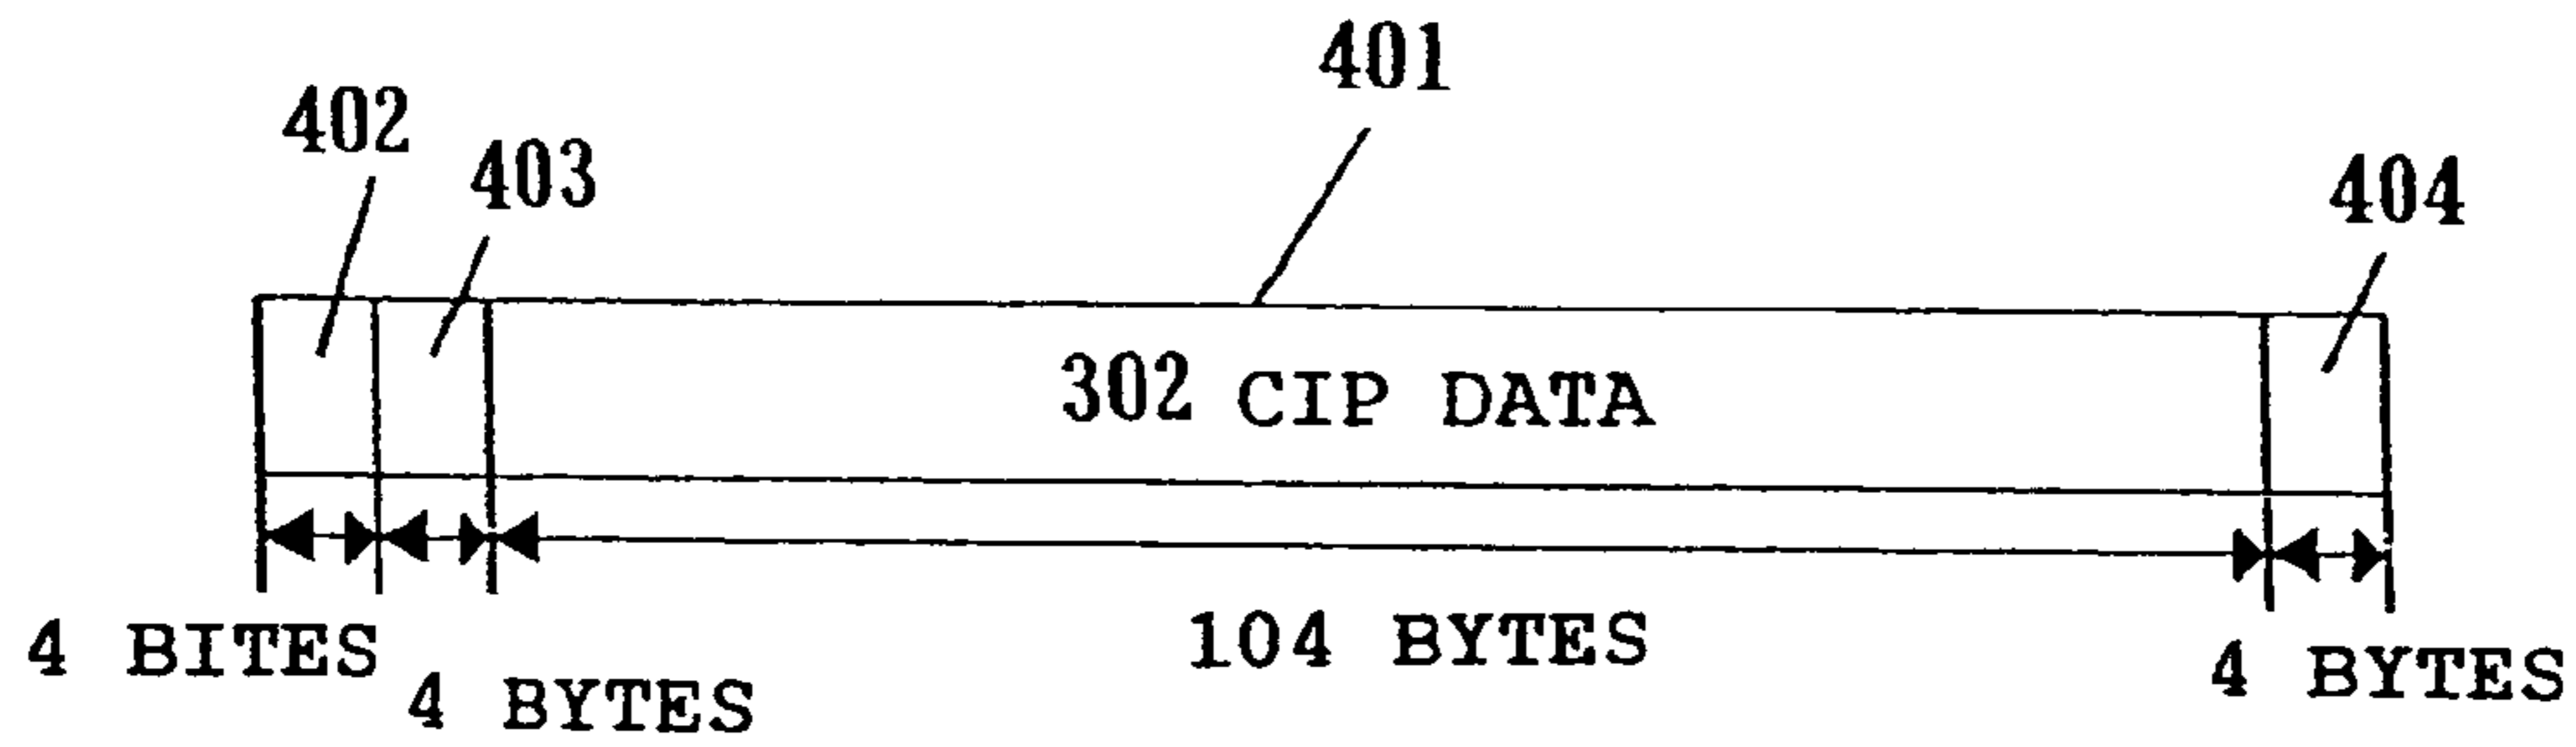 401
402
403
404
302 CIP DATA
4 BITES
4 BYTES
104 BYTES
4 BYTES